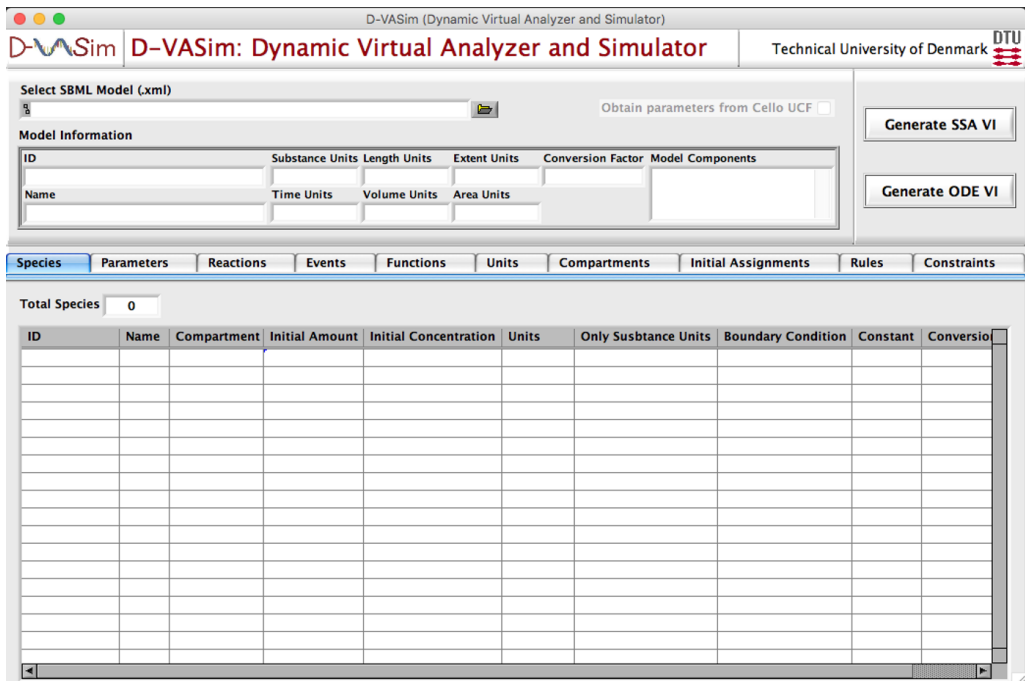 D-VASim (Dynamic Virtual Analyzer and Simulator)
D-VASim D-VASim: Dynamic Virtual Analyzer and Simulator Technical University of Denmark DTU
Select SBML Model (.xml)
Obtain parameters from Cello UCF
Generate SSA VI
Model Information
ID Substance Units Length Units Extent Units Conversion Factor Model Components
Generate ODE VI
Name Time Units Volume Units Area Units
Species Parameters Reactions Events Functions Units Compartments Initial Assignments Rules Constraints
Total Species 0
ID Name Compartment Initial Amount Initial Concentration Units Only Susbtance Units Boundary Condition Constant Conversion